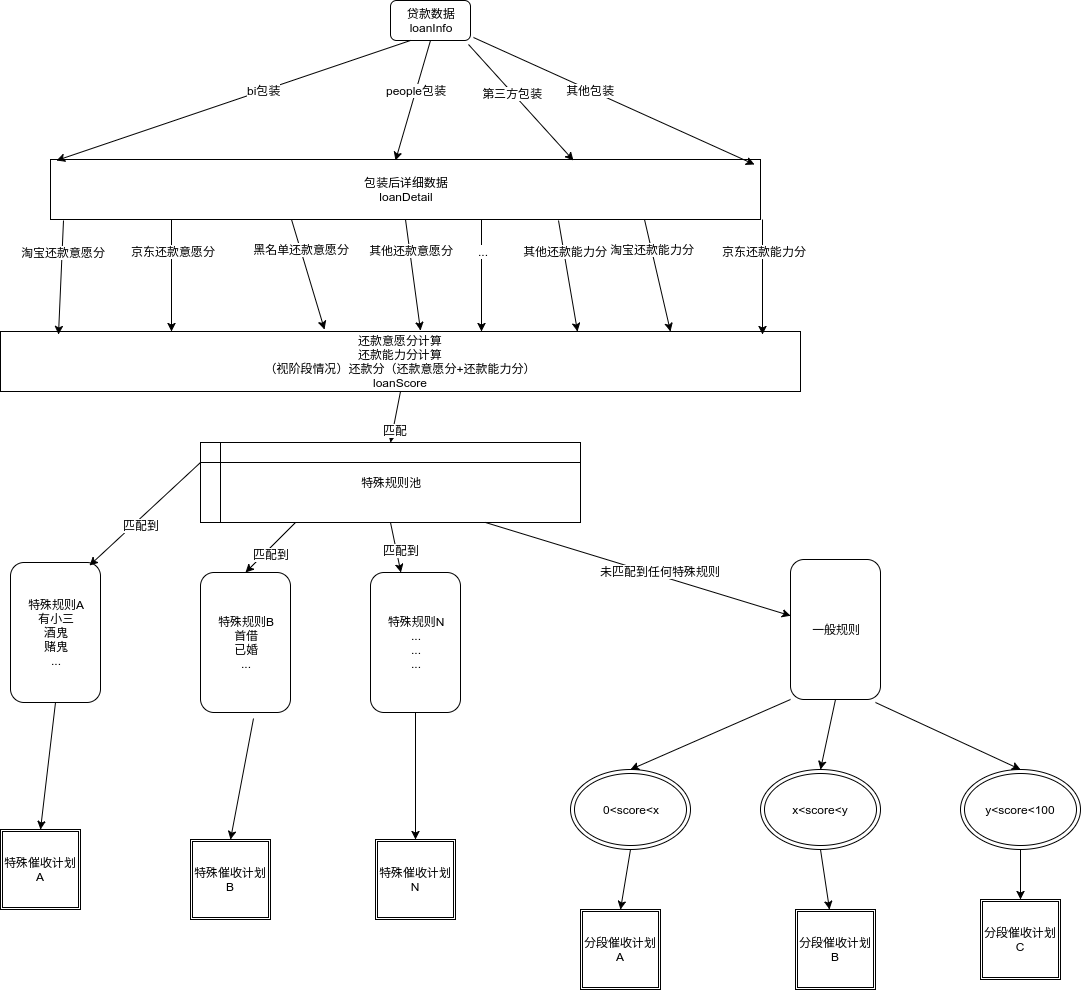 贷款数据
loanInfo
bi包装
people包装
第三方包装
其他包装
包装后详细数据
loanDetail
淘宝还款意愿分
京东还款意愿分
黑名单还款意愿分
其他还款意愿分
...
其他还款能力分
淘宝还款能力分
京东还款能力分
还款意愿分计算
还款能力分计算
（视阶段情况）还款分（还款意愿分+还款能力分）
loanScore
匹配
特殊规则池
匹配到
匹配到
匹配到
未匹配到任何特殊规则
特殊规则A
有小三
酒鬼
赌鬼
...
特殊规则B
首借
已婚
...
特殊规则N
...
...
...
一般规则
0<score<x
x<score<y
y<score<100
特殊催收计划
A
特殊催收计划
B
特殊催收计划
N
分段催收计划
A
分段催收计划
B
分段催收计划
C